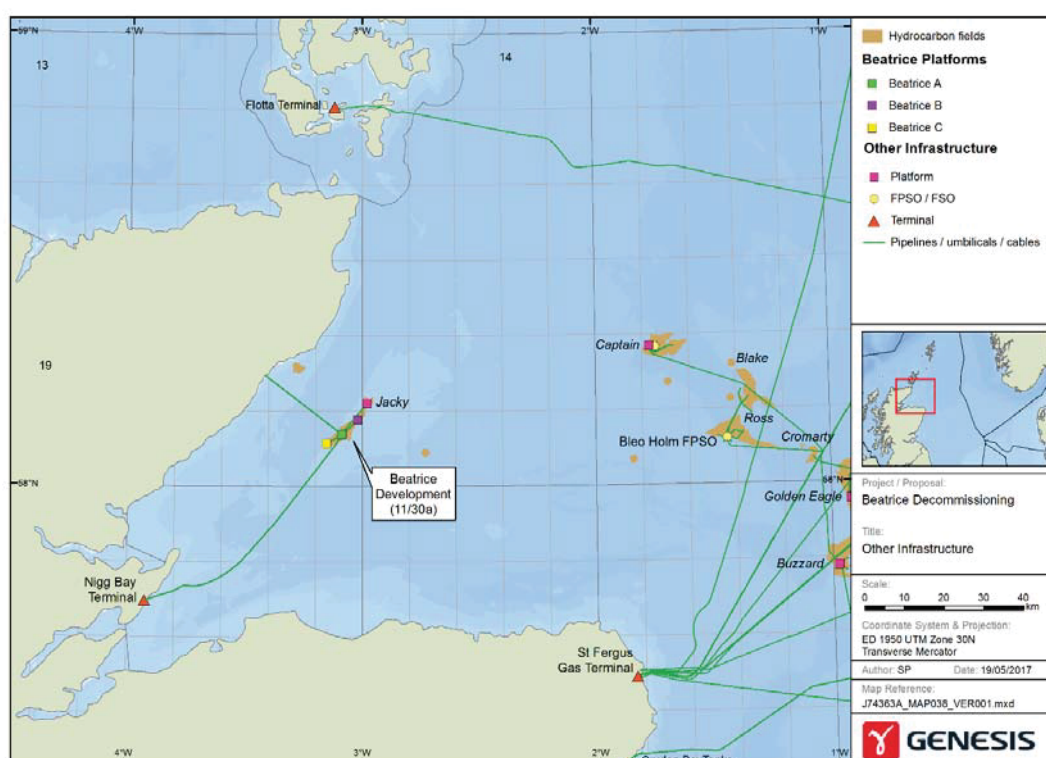 59°N
4°W
3°W
2°W
1°W
59°N
13
14
Flotta Terminal
19
Captain
Blake
Jacky
Ross
Bleo Holm FPSO
Cromarty
Beatrice
Development
(11/30a)
58°N
58°N
Golden Eagle
Buzzard
Nigg Bay
Terminal
St Fergus
Gas Terminal
4°W
3°W
2°W
1°W
Hydrocarbon fields
Beatrice Platforms
Beatrice A
Beatrice B
Beatrice C
Other Infrastructure
Platform
FPSO / FSO
Terminal
Pipelines / umbilicals / cables
Project / Proposal:
Beatrice Decommissioning
Title:
Other Infrastructure
Scale:
0 10 20 30 40
km
Coordinate System & Projection:
ED 1950 UTM Zone 30N
Transverse Mercator
Author: SP Date: 19/05/2017
Map Reference:
J74363A_MAP038_VER001.mxd
GENESIS